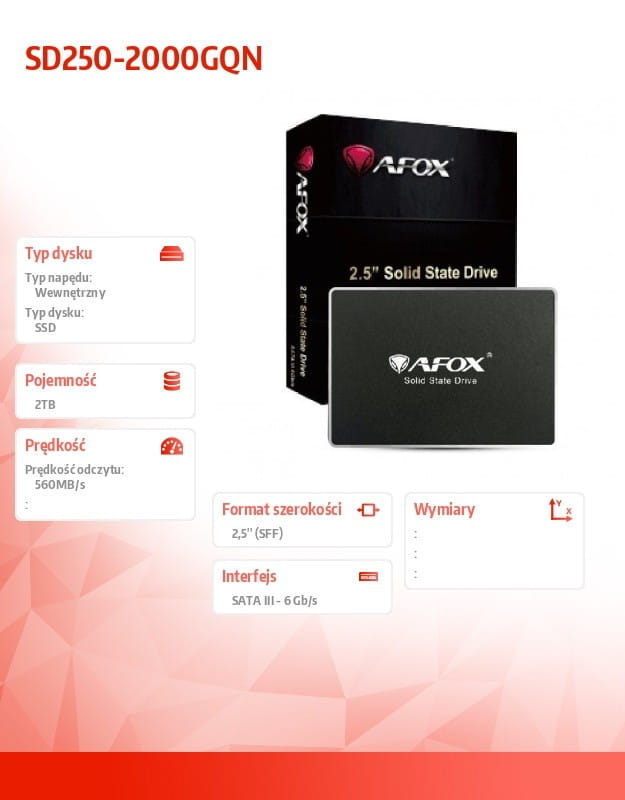 SD250-2000GQN
AFOX
AFOX
2.5" Solid State Drive
2.5" Solid State Drive
AFOX®
Solid State Drive
Typ dysku
Typ napędu:
Wewnętrzny
Typ dysku:
SSD
Pojemność
2TB
Prędkość
Prędkość odczytu:
560MB/s
:
Format szerokości
2,5" (SFF)
Interfejs
SATA III - 6 Gb/s
Wymiary
Y
X
:
:
: